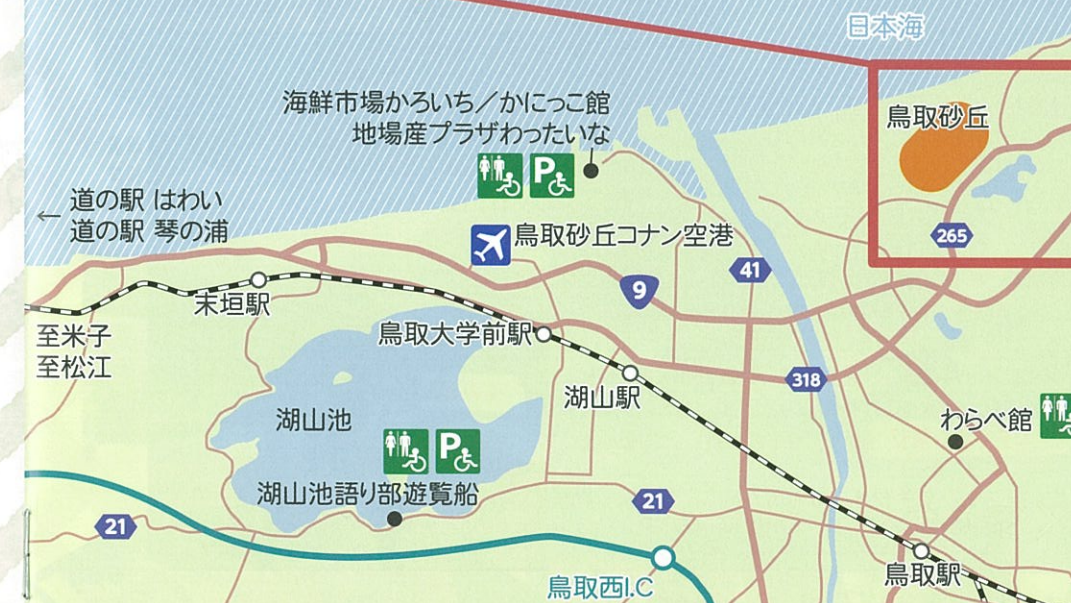 日本海
海鮮市場かろいち/かにっこ館
地場産プラザわったいな
P
鳥取砂丘
道の駅 はわい
道の駅 琴の浦
←
鳥取砂丘コナン空港
265
41
9
末垣駅
至米子
至松江
鳥取大学前駅
湖山駅
318
湖山池
わらべ館
P
湖山池語り部遊覧船
21
21
鳥取西I.C
鳥取駅